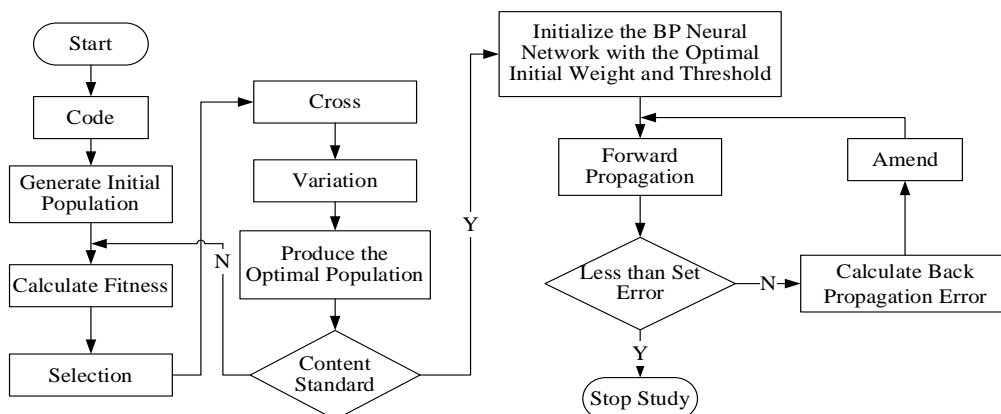 Start
Code
Generate Initial
Population
Calculate Fitness
Selection
Cross
Variation
Produce the
Optimal Population
Content
Standard
N
Y
Initialize the BP Neural
Network with the Optimal
Initial Weight and Threshold
Forward
Propagation
Less than Set
Error
N
Calculate Back
Propagation Error
Amend
Y
Stop Study